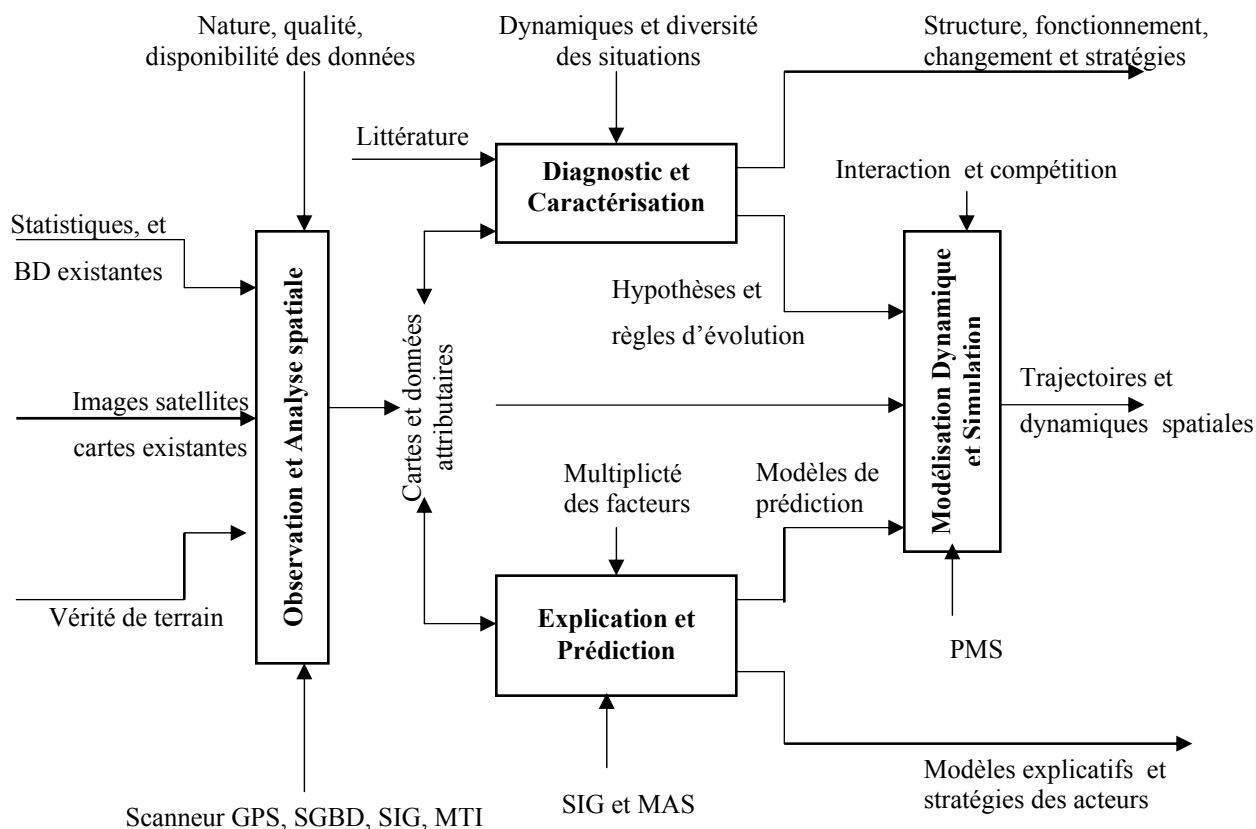 Nature, qualité,
disponibilité des données
Dynamiques et diversité
des situations
Structure, fonctionnement,
changement et stratégies
Littérature
Diagnostic et
Caractérisation
Interaction et compétition
Statistiques, et
BD existantes
Observation et Analyse spatiale
Hypothèses et
règles d’évolution
Cartes et données
attributaires
Modélisation Dynamique
et Simulation
Images satellites
cartes existantes
Trajectoires et
dynamiques spatiales
Multiplicté
des facteurs
Modèles de
prédiction
Vérité de terrain
Explication et
Prédiction
PMS
Modèles explicatifs et
stratégies des acteurs
SIG et MAS
Scanneur GPS, SGBD, SIG, MTI